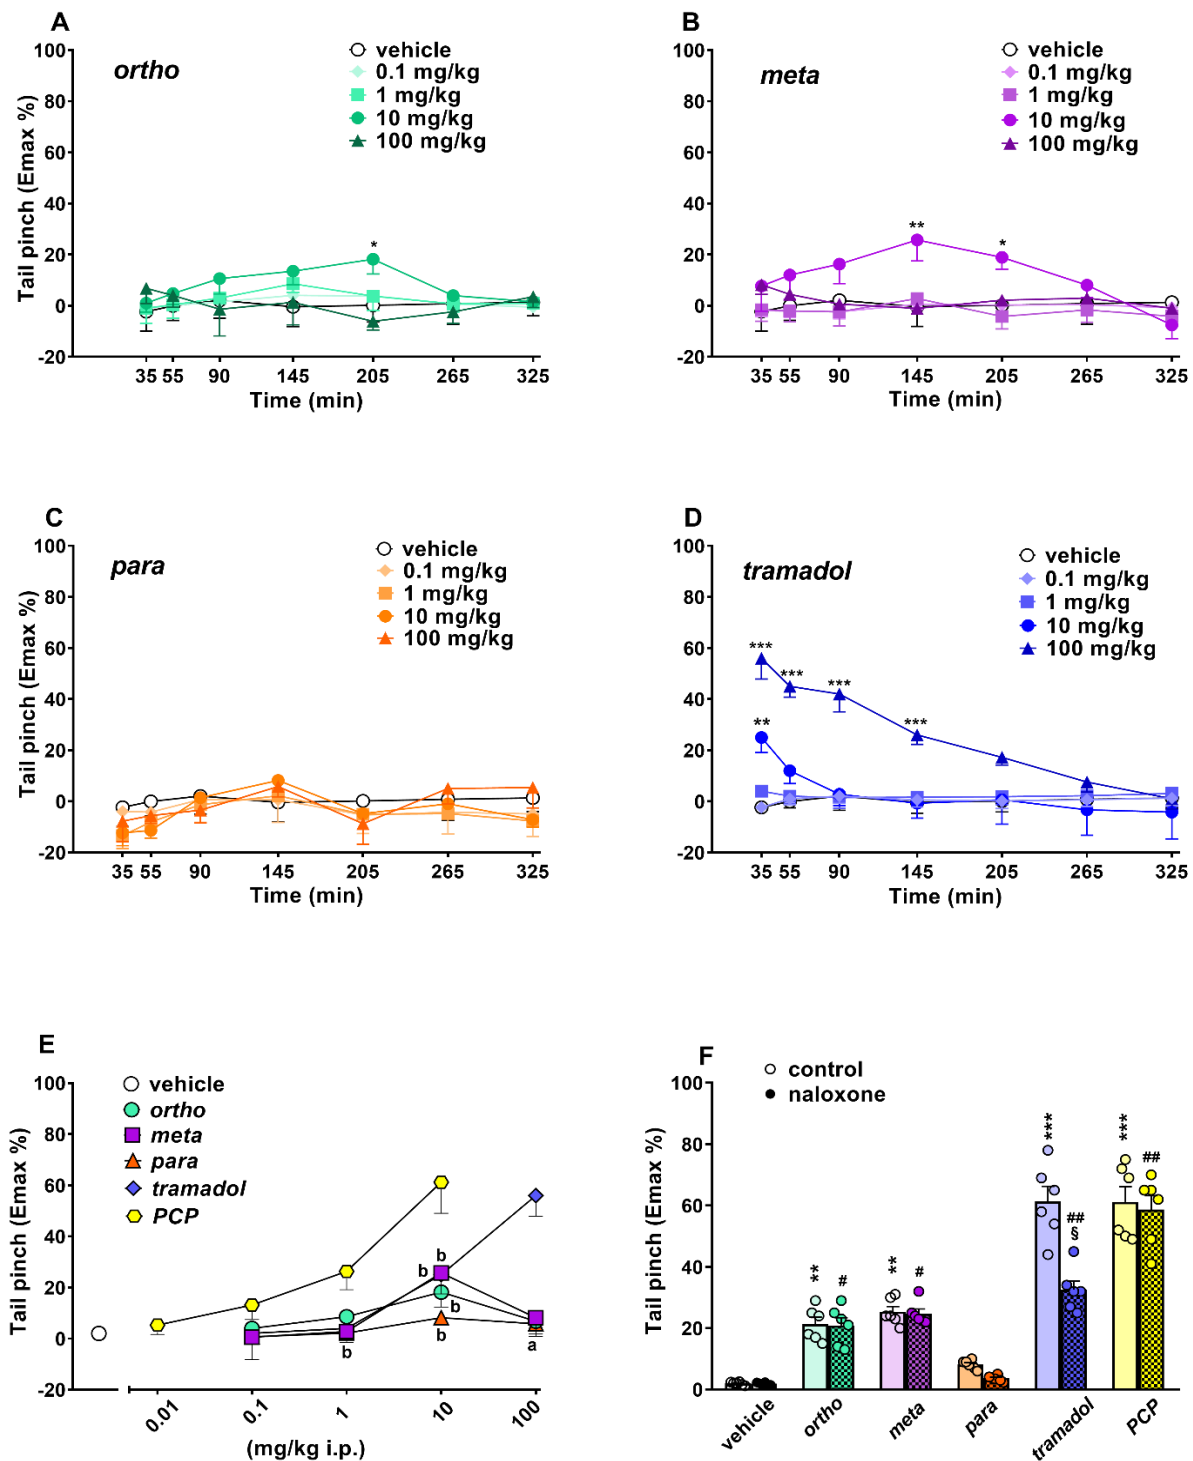 A
ortho
vehicle
0.1 mg/kg
1 mg/kg
10 mg/kg
100 mg/kg
Tail pinch (Emax %)
100
80
60
40
20
0
-20
*
35 55 90 145 205 265 325
Time (min)
B
meta
vehicle
0.1 mg/kg
1 mg/kg
10 mg/kg
100 mg/kg
Tail pinch (Emax %)
100
80
60
40
20
0
-20
**
*
35 55 90 145 205 265 325
Time (min)
C
para
vehicle
0.1 mg/kg
1 mg/kg
10 mg/kg
100 mg/kg
Tail pinch (Emax %)
100
80
60
40
20
0
-20
35 55 90 145 205 265 325
Time (min)
D
tramadol
vehicle
0.1 mg/kg
1 mg/kg
10 mg/kg
100 mg/kg
Tail pinch (Emax %)
100
80
60
40
20
0
-20
***
***
***
***
**
35 55 90 145 205 265 325
Time (min)
E
vehicle
ortho
meta
para
tramadol
PCP
Tail pinch (Emax %)
100
80
60
40
20
0
-20
b
b
b
b
b
a
0.01 0.1 1 10 100
(mg/kg i.p.)
F
control
naloxone
Tail pinch (Emax %)
100
80
60
40
20
0
**
#
**
#
***
##
§
***
##
vehicle ortho meta para tramadol PCP